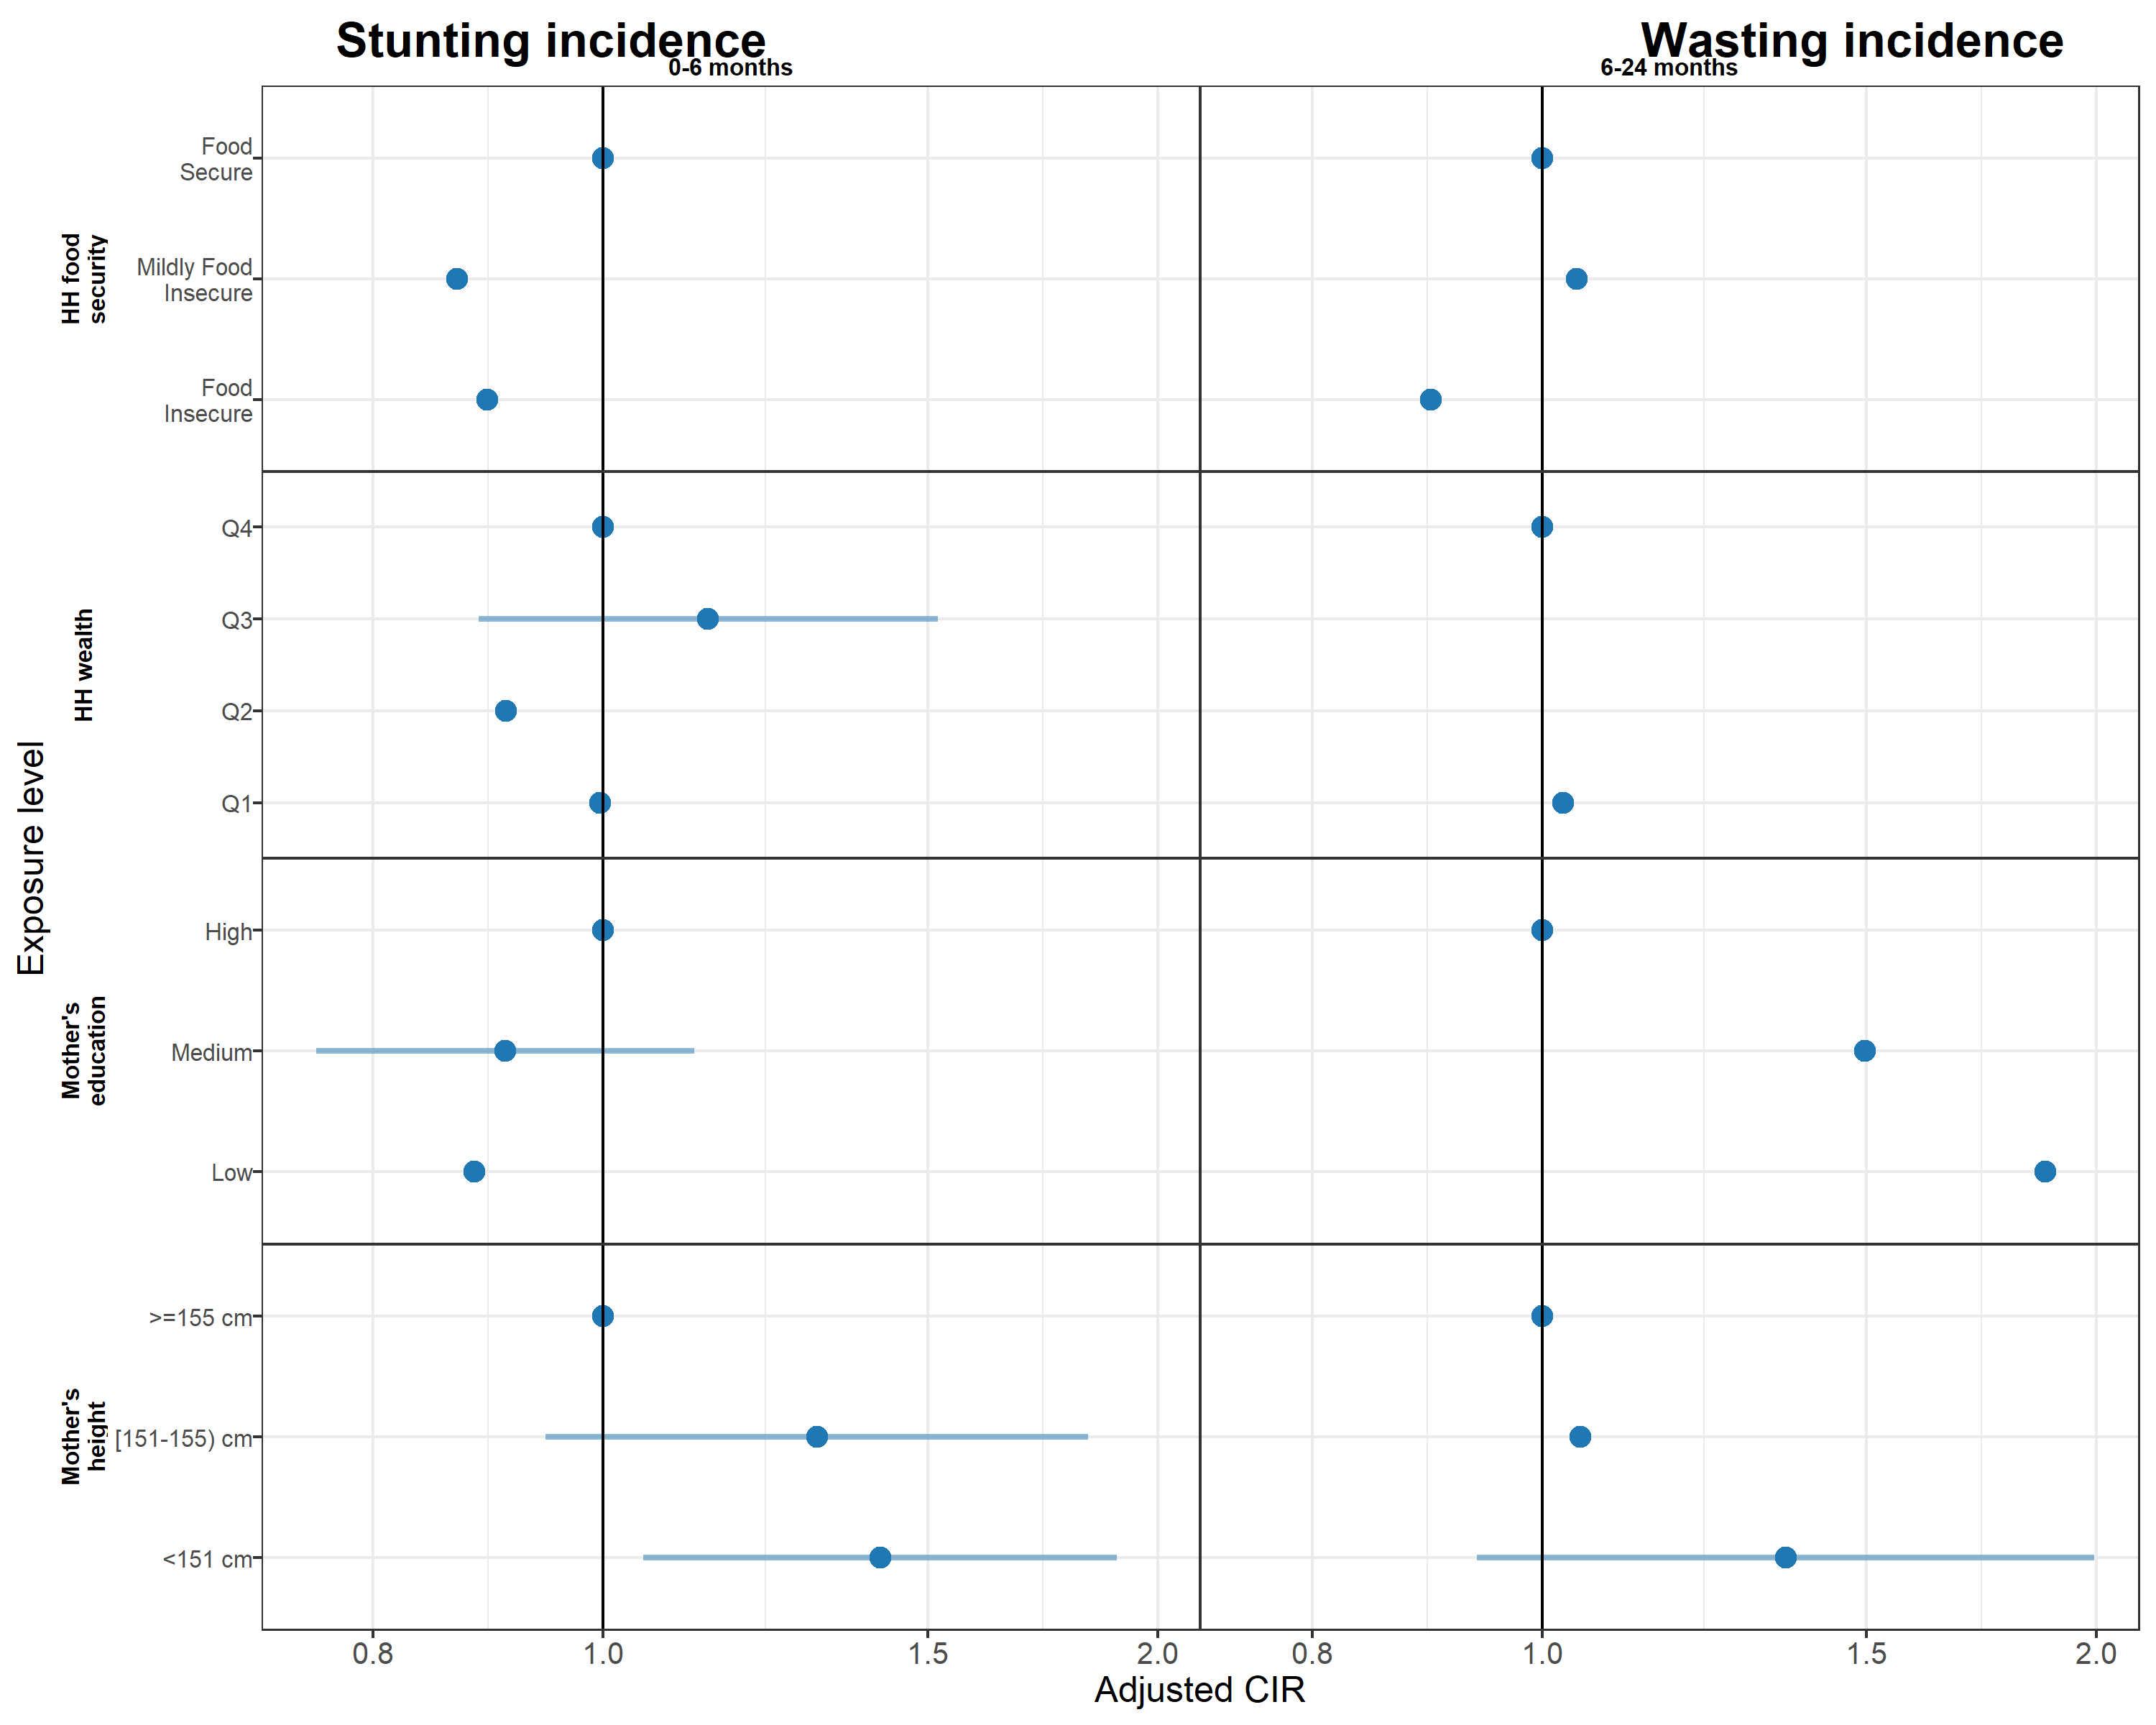 Stunting incidence
Wasting incidence
0-6 months
6-24 months
Exposure level
HH food
security
Food
Secure
Mildly Food
Insecure
Food
Insecure
HH wealth
Q4
Q3
Q2
Q1
Mother's
education
High
Medium
Low
Mother's
height
>=155 cm
[151-155) cm
<151 cm
0.8 1.0 1.5 2.0 0.8 1.0 1.5 2.0
Adjusted CIR